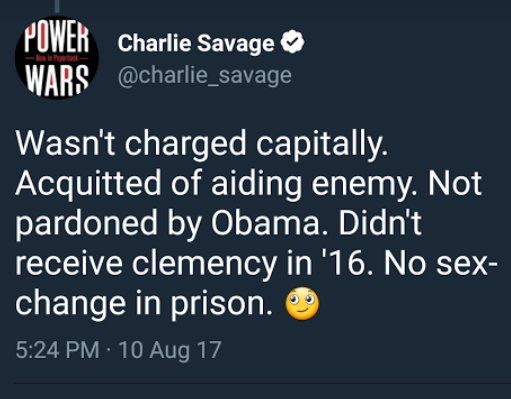 POWER
Now in Paperback
WARS
Charlie Savage
@charlie_savage
Wasn't charged capitally.
Acquitted of aiding enemy. Not
pardoned by Obama. Didn't
receive clemency in '16. No sex-
change in prison. 🙄
5:24 PM · 10 Aug 17